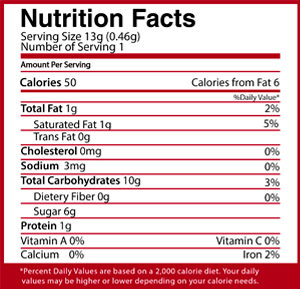 Nutrition Facts
Serving Size 13g (0.46g)
Number of Serving 1
Amount Per Serving
Calories 50 Calories from Fat 6
%Daily Value*
Total Fat 1g 2%
Saturated Fat 1g 5%
Trans Fat 0g
Cholesterol 0mg 0%
Sodium 3mg 0%
Total Carbohydrates 10g 3%
Dietary Fiber 0g 0%
Sugar 6g
Protein 1g
Vitamin A 0% Vitamin C 0%
Calcium 0% Iron 2%
*Percent Daily Values are based on a 2,000 calorie diet. Your daily
values may be higher or lower depending on your calorie needs.